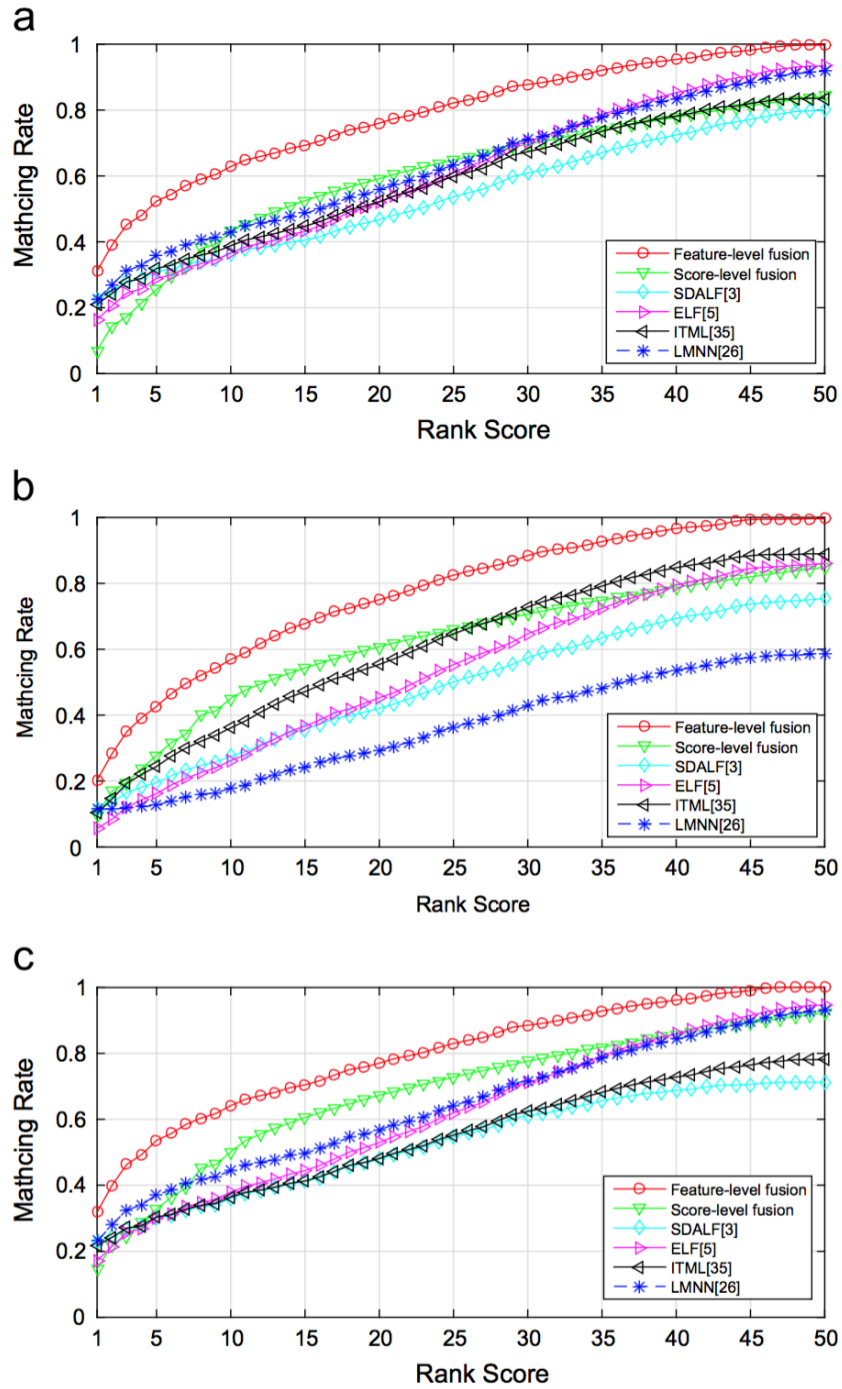 a
1
0.8
0.6
0.4
0.2
0
Mathcing Rate
Feature-level fusion
Score-level fusion
SDALF[3]
ELF[5]
ITML[35]
LMNN[26]
1 5 10 15 20 25 30 35 40 45 50
Rank Score
b
1
0.8
0.6
0.4
0.2
0
Mathcing Rate
Feature-level fusion
Score-level fusion
SDALF[3]
ELF[5]
ITML[35]
LMNN[26]
1 5 10 15 20 25 30 35 40 45 50
Rank Score
c
1
0.8
0.6
0.4
0.2
0
Mathcing Rate
Feature-level fusion
Score-level fusion
SDALF[3]
ELF[5]
ITML[35]
LMNN[26]
1 5 10 15 20 25 30 35 40 45 50
Rank Score